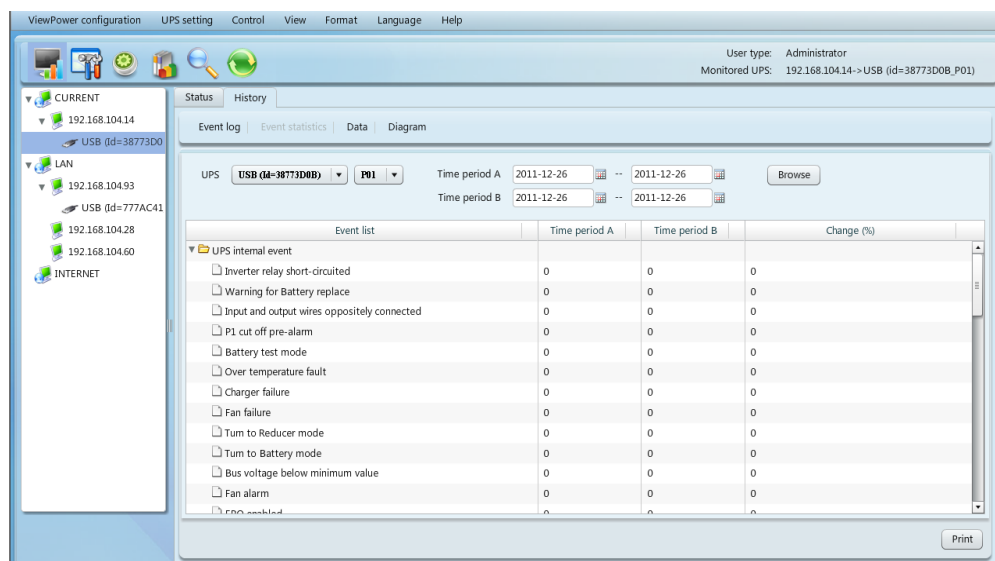 ViewPower configuration UPS setting Control View Format Language Help
User type: Administrator
Monitored UPS: 192.168.104.14->USB (id=38773D0B_P01)
CURRENT
192.168.104.14
USB (Id=38773D0
LAN
192.168.104.93
USB (Id=777AC41
192.168.104.28
192.168.104.60
INTERNET
Status History
Event log Event statistics Data Diagram
UPS USB (Id=38773D0B) P01 Time period A 2011-12-26 -- 2011-12-26 Browse
Time period B 2011-12-26 -- 2011-12-26
Event list Time period A Time period B Change (%)
UPS internal event
Inverter relay short-circuited 0 0 0
Warning for Battery replace 0 0 0
Input and output wires oppositely connected 0 0 0
P1 cut off pre-alarm 0 0 0
Battery test mode 0 0 0
Over temperature fault 0 0 0
Charger failure 0 0 0
Fan failure 0 0 0
Turn to Reducer mode 0 0 0
Turn to Battery mode 0 0 0
Bus voltage below minimum value 0 0 0
Fan alarm 0 0 0
EPO enabled 0 0 0
Print